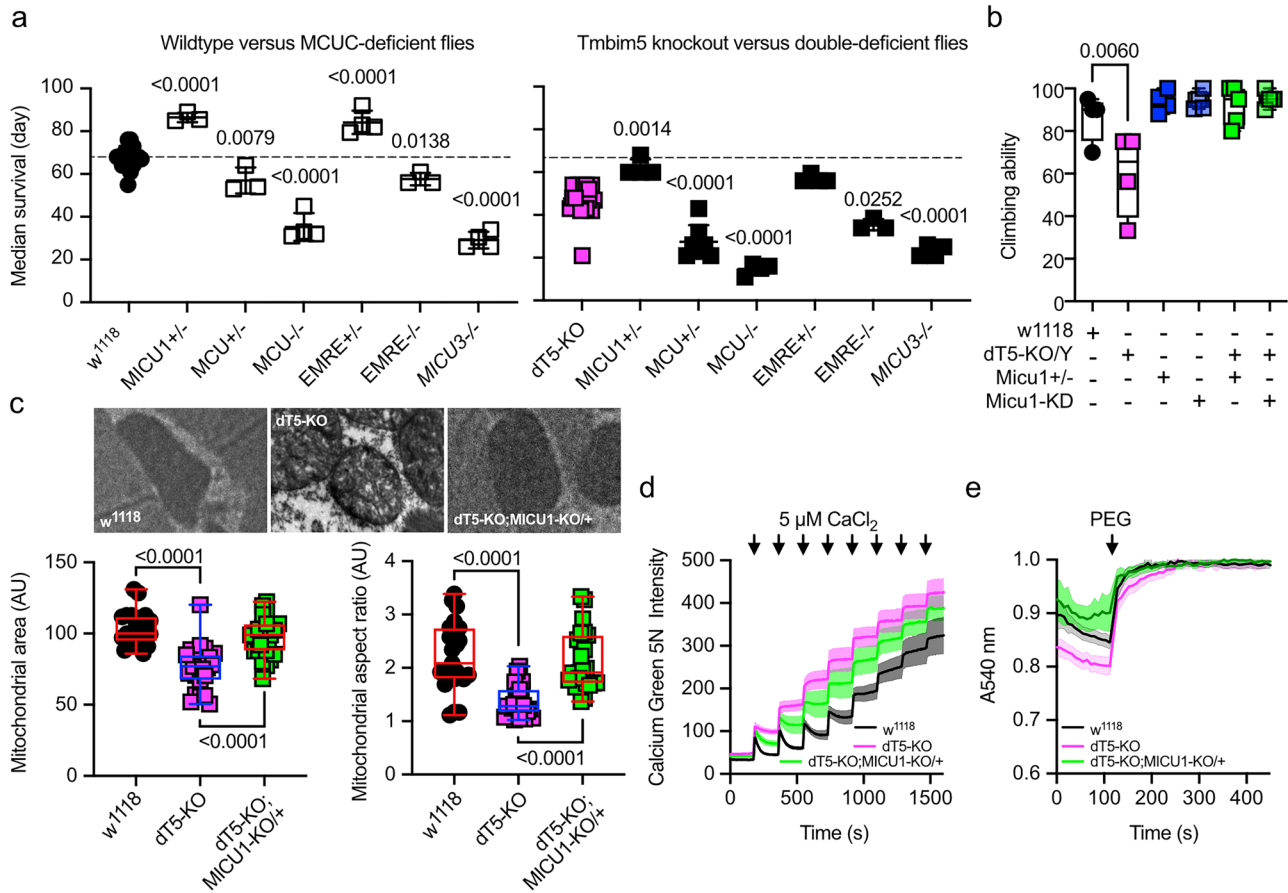 a
Wildtype versus MCUC-deficient flies
Median survival (day)
100
80
60
40
20
0
<0.0001
0.0079
<0.0001
<0.0001
0.0138
<0.0001
w1118
MICU1+/-
MCU+/-
MCU-/-
EMRE+/-
EMRE-/-
MICU3-/-
Tmbim5 knockout versus double-deficient flies
0.0014
<0.0001
<0.0001
0.0252
<0.0001
dT5-KO
MICU1+/-
MCU+/-
MCU-/-
EMRE+/-
EMRE-/-
MICU3-/-
b
0.0060
Climbing ability
100
80
60
40
20
0
w1118 + - - - - -
dT5-KO/Y - + - - + +
Micu1+/- - - + - + -
Micu1-KD - - - + - +
c
w1118
dT5-KO
dT5-KO;MICU1-KO/+
Mitochondrial area (AU)
150
100
50
0
<0.0001
<0.0001
w1118
dT5-KO
dT5-KO;
MICU1-KO/+
Mitochondrial aspect ratio (AU)
4
3
2
1
0
<0.0001
<0.0001
w1118
dT5-KO
dT5-KO;
MICU1-KO/+
d
5 µM CaCl2
Calcium Green 5N Intensity
500
400
300
200
100
0
w1118
dT5-KO
dT5-KO;MICU1-KO/+
0 500 1000 1500
Time (s)
e
PEG
A540 nm
1.0
0.9
0.8
0.7
0.6
w1118
dT5-KO
dT5-KO;MICU1-KO/+
0 100 200 300 400
Time (s)